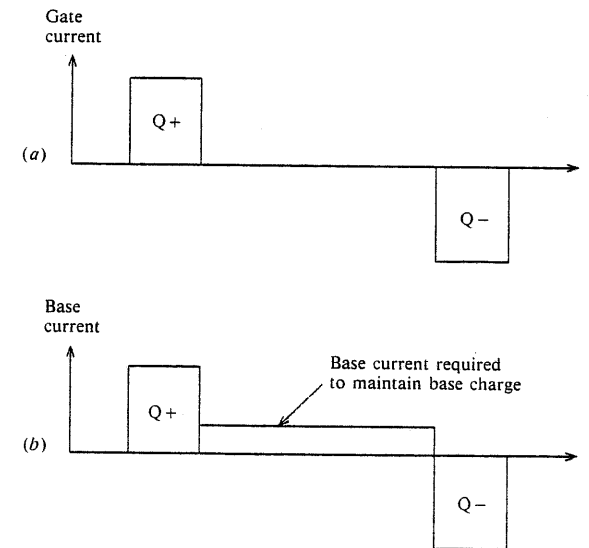 Gate
current
Q+
(a)
Q−
Base
current
Base current required
to maintain base charge
Q+
(b)
Q−